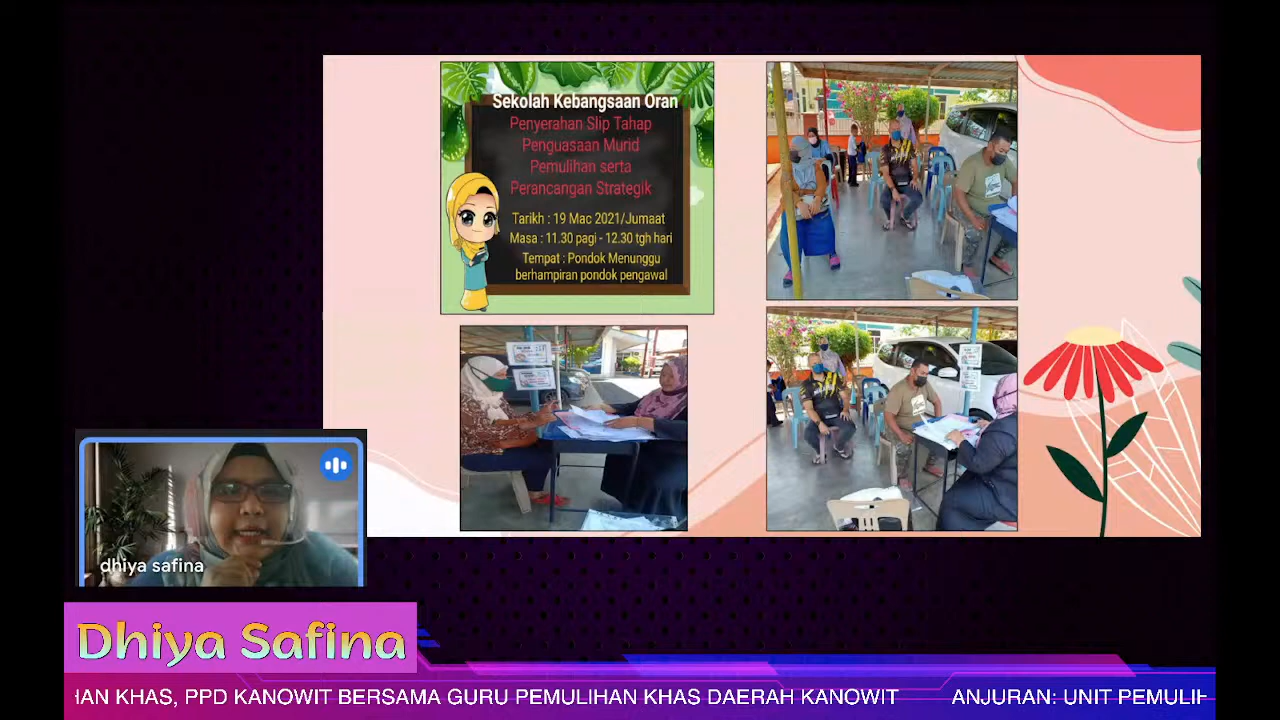 Sekolah Kebangsaan Oran
Penyerahan Slip Tahap
Penguasaan Murid
Pemulihan serta
Perancangan Strategik
Tarikh : 19 Mac 2021/Jumaat
Masa : 11.30 pagi - 12.30 tgh hari
Tempat : Pondok Menunggu
berhampiran pondok pengawal
dhiya safina
Dhiya Safina
KHAS, PPD KANOWIT BERSAMA GURU PEMULIHAN KHAS DAERAH KANOWIT ANJURAN: UNIT